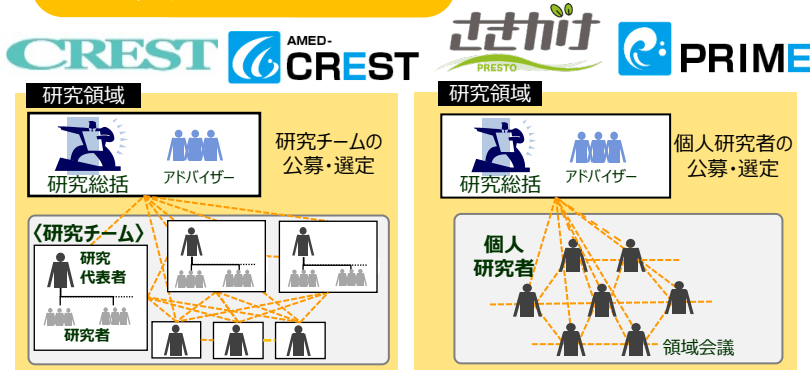 CREST
AMED-
CREST
さきがけ
PRESTO
PRIME
研究領域
研究総括
アドバイザー
研究チームの
公募・選定
〈研究チーム〉
研究
代表者
研究者
研究領域
研究総括
アドバイザー
個人研究者の
公募・選定
個人
研究者
領域会議